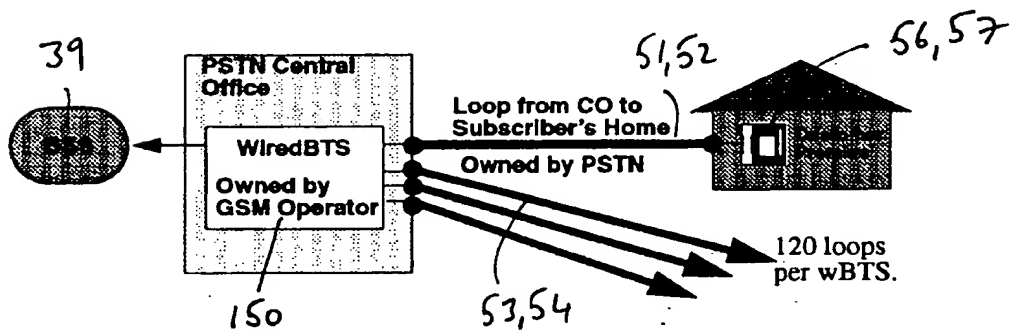 39
PSTN Central
Office
51,52
56,57
Loop from CO to
Subscriber's Home
WiredBTS
Owned by PSTN
Owned by
GSM Operator
120 loops
per wBTS.
150
53,54